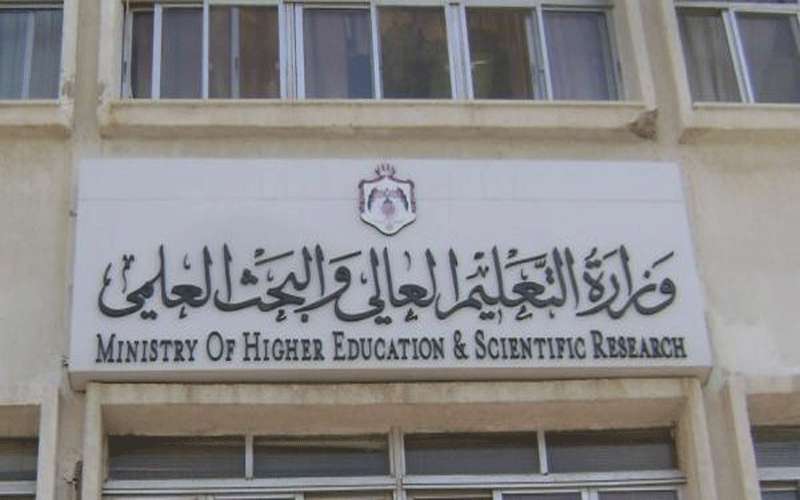 وزارة التعليم العالي والبحث العلمي
MINISTRY OF HIGHER EDUCATION & SCIENTIFIC RESEARCH